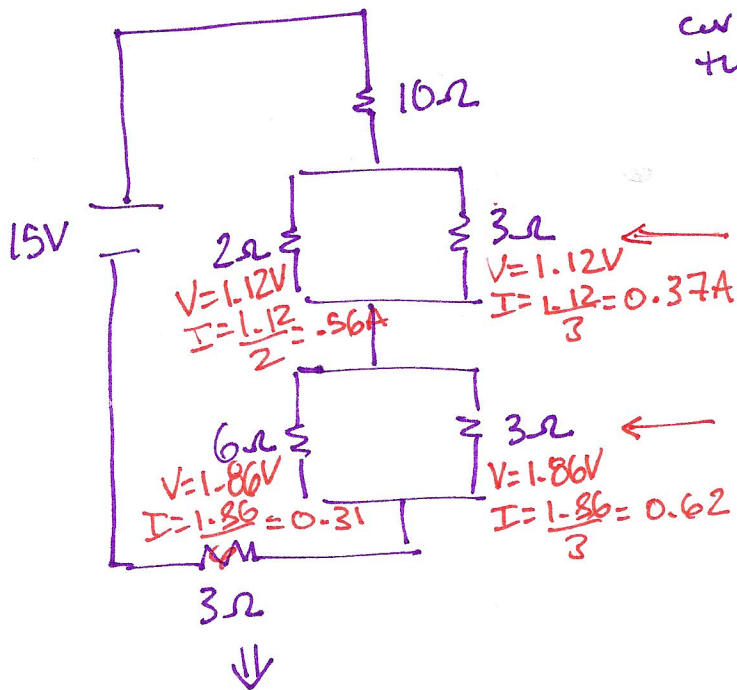 10Ω
15V
2Ω
V=1.12V
I=1.12/2=.56A
3Ω
V=1.12V
I=1.12/3=0.37A
6Ω
V=1.86V
I=1.86/6=0.31
3Ω
V=1.86V
I=1.86/3=0.62
3Ω
⇓